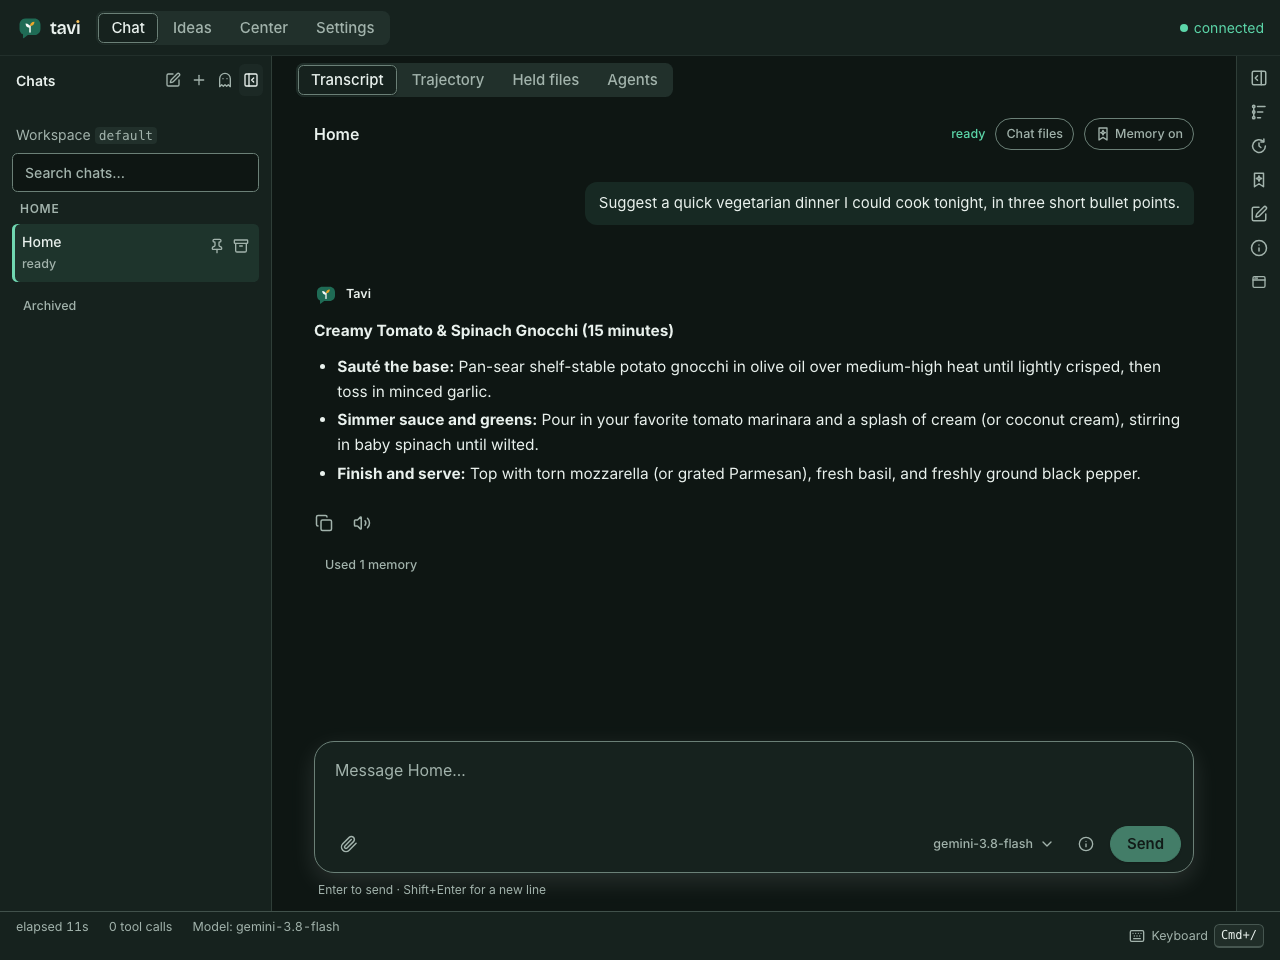 tavi
Chat
Ideas
Center
Settings
connected
Chats
Workspace default
Search chats...
HOME
Home
ready
Archived
Transcript
Trajectory
Held files
Agents
Home
ready
Chat files
Memory on
Suggest a quick vegetarian dinner I could cook tonight, in three short bullet points.
Tavi
Creamy Tomato & Spinach Gnocchi (15 minutes)
• Sauté the base: Pan-sear shelf-stable potato gnocchi in olive oil over medium-high heat until lightly crisped, then
toss in minced garlic.
• Simmer sauce and greens: Pour in your favorite tomato marinara and a splash of cream (or coconut cream), stirring
in baby spinach until wilted.
• Finish and serve: Top with torn mozzarella (or grated Parmesan), fresh basil, and freshly ground black pepper.
Used 1 memory
Message Home...
gemini-3.8-flash
Send
Enter to send · Shift+Enter for a new line
elapsed 11s
0 tool calls
Model: gemini-3.8-flash
Keyboard
Cmd+/